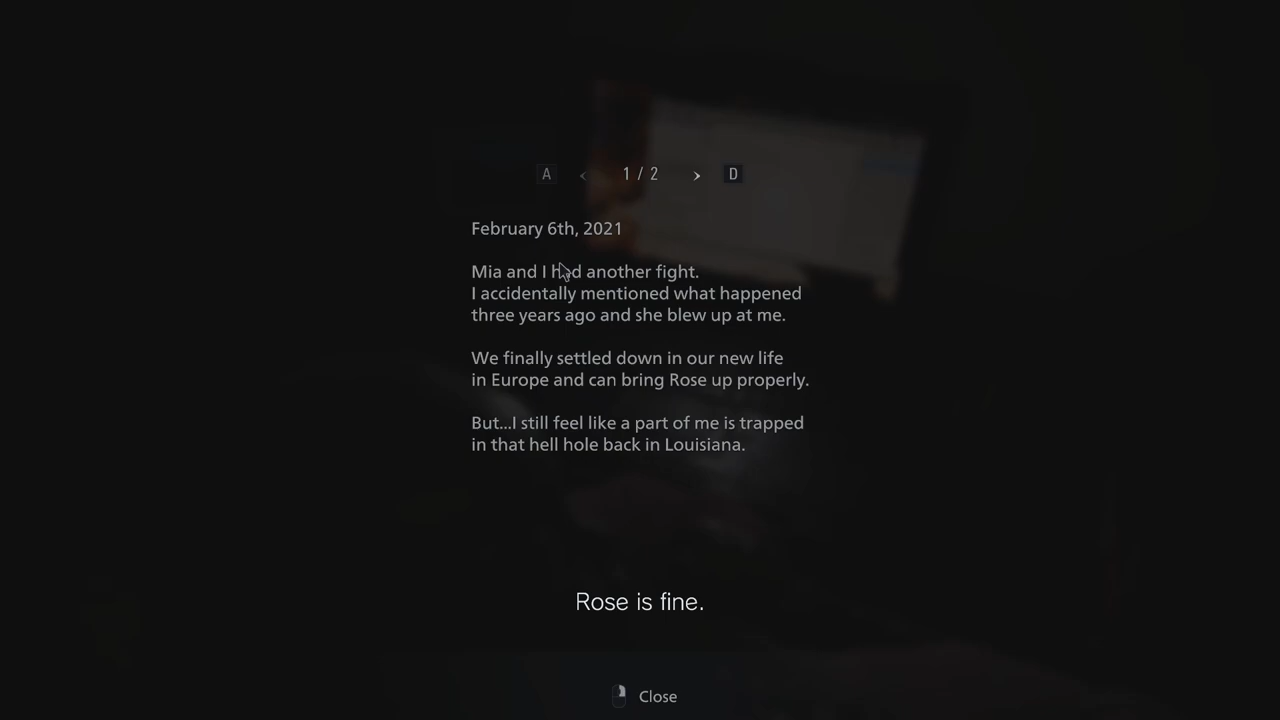 A < 1 / 2 > D
February 6th, 2021
Mia and I had another fight.
I accidentally mentioned what happened
three years ago and she blew up at me.
We finally settled down in our new life
in Europe and can bring Rose up properly.
But...I still feel like a part of me is trapped
in that hell hole back in Louisiana.
Rose is fine.
Close